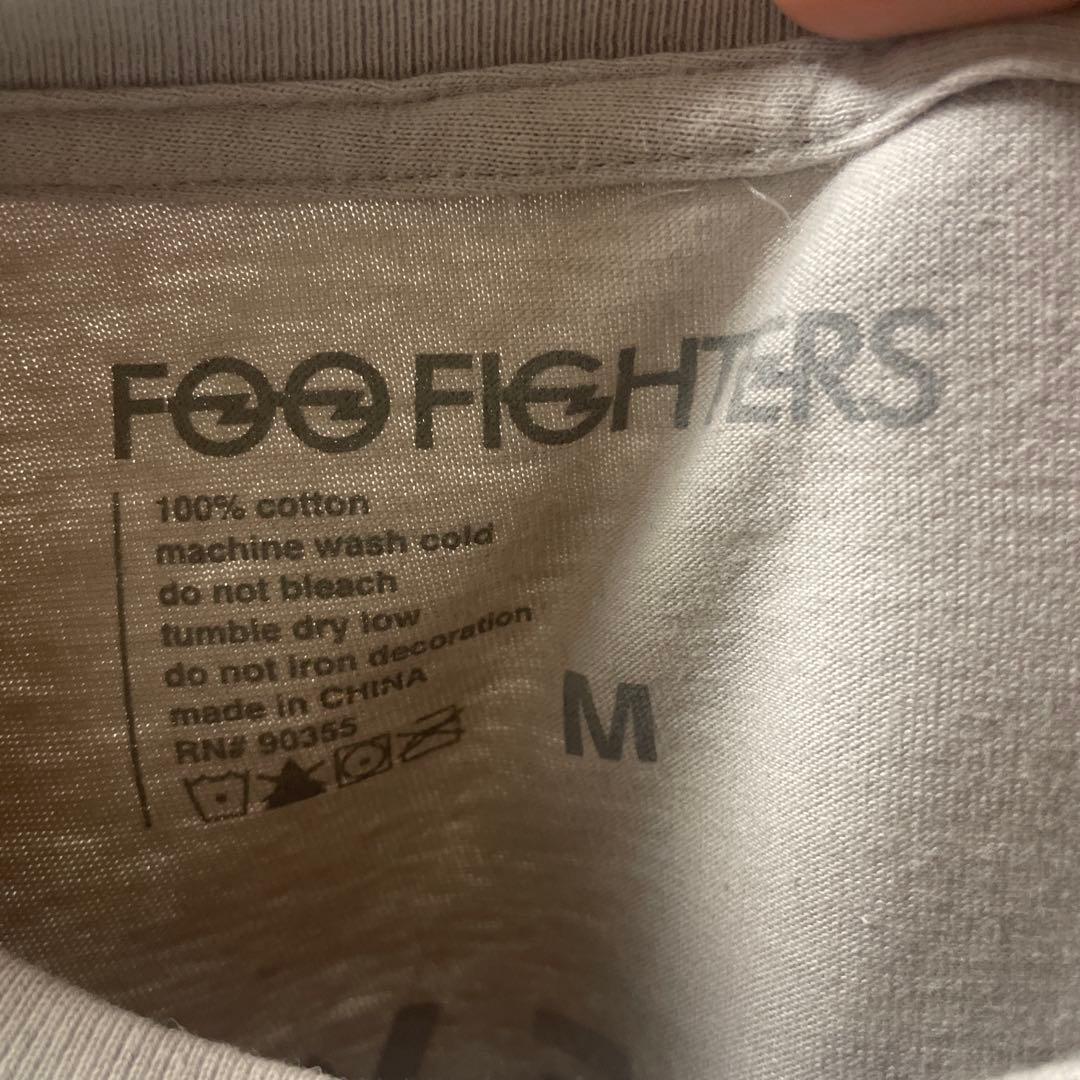 FOO FIGHTERS
100% cotton
machine wash cold
do not bleach
tumble dry low
do not iron decoration
made in CHINA
RN# 90355
M